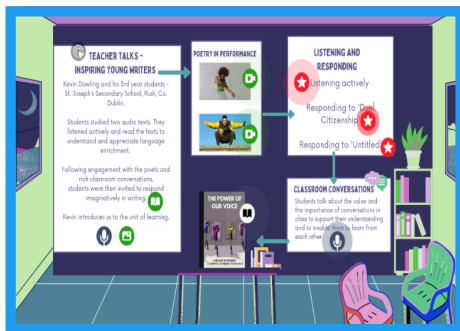 TEACHER TALKS -
INSPIRING YOUNG WRITERS
Kevin Dowling and his 3rd year students -
St. Joseph's Secondary School, Rush, Co.
Dublin.
Students studied two audio texts. They
listened actively and read the texts to
understand and appreciate language
enrichment.
Following engagement with the poets and
rich classroom conversations,
students were then invited to respond
imaginatively in writing.
Kevin introduces us to the unit of learning.
POETRY IN PERFORMANCE
LISTENING AND
RESPONDING
Listening actively
Responding to 'Dual
Citizenship
Responding to 'Untitled
CLASSROOM CONVERSATIONS
Students talk about the value and
the importance of conversations in
class to support their understanding
and to enable them to learn from
each other.
THE POWER OF
OUR VOICE